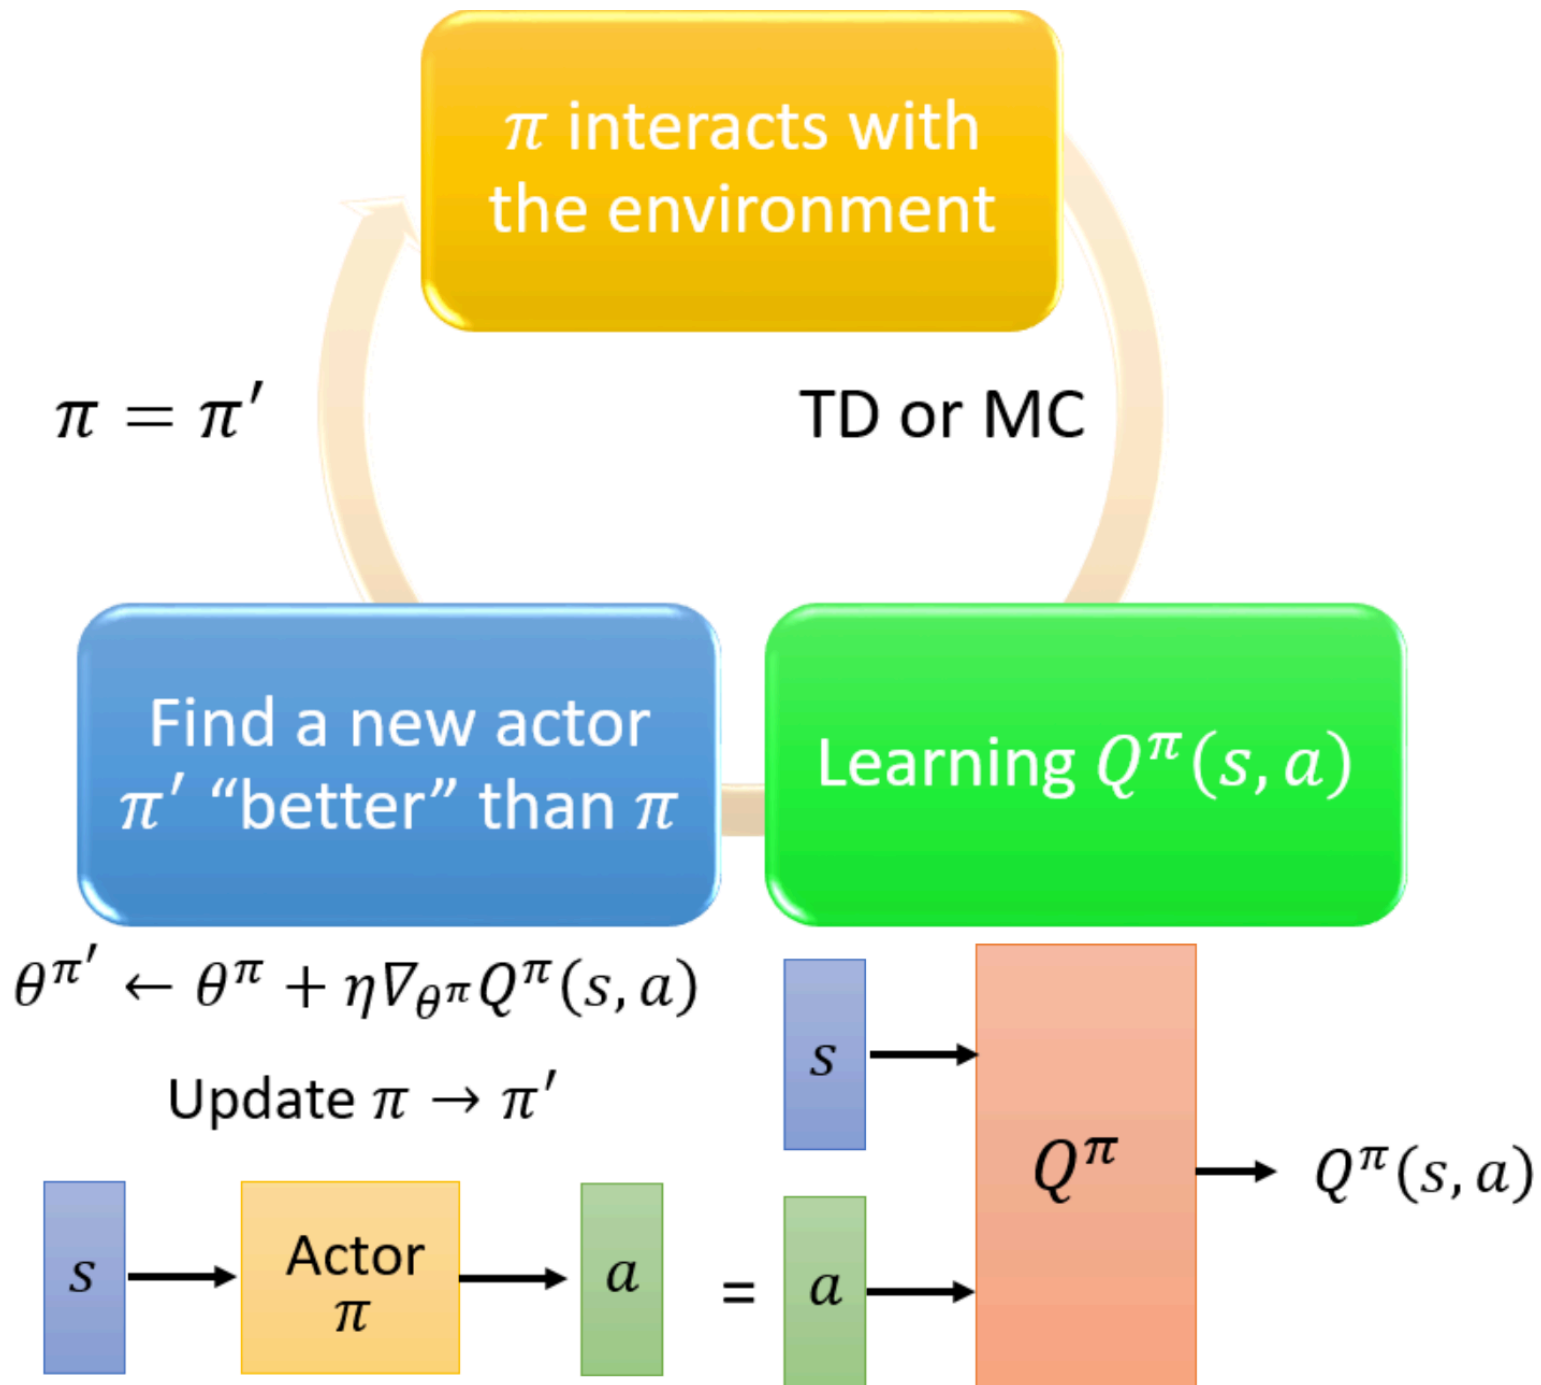 π interacts with
the environment
π = π′
TD or MC
Find a new actor
π′ “better” than π
Learning Q^π(s, a)
θ^π′ ← θ^π + η∇_θ^π Q^π(s, a)
Update π → π′
s
Actor
π
a
=
s
a
Q^π
Q^π(s, a)